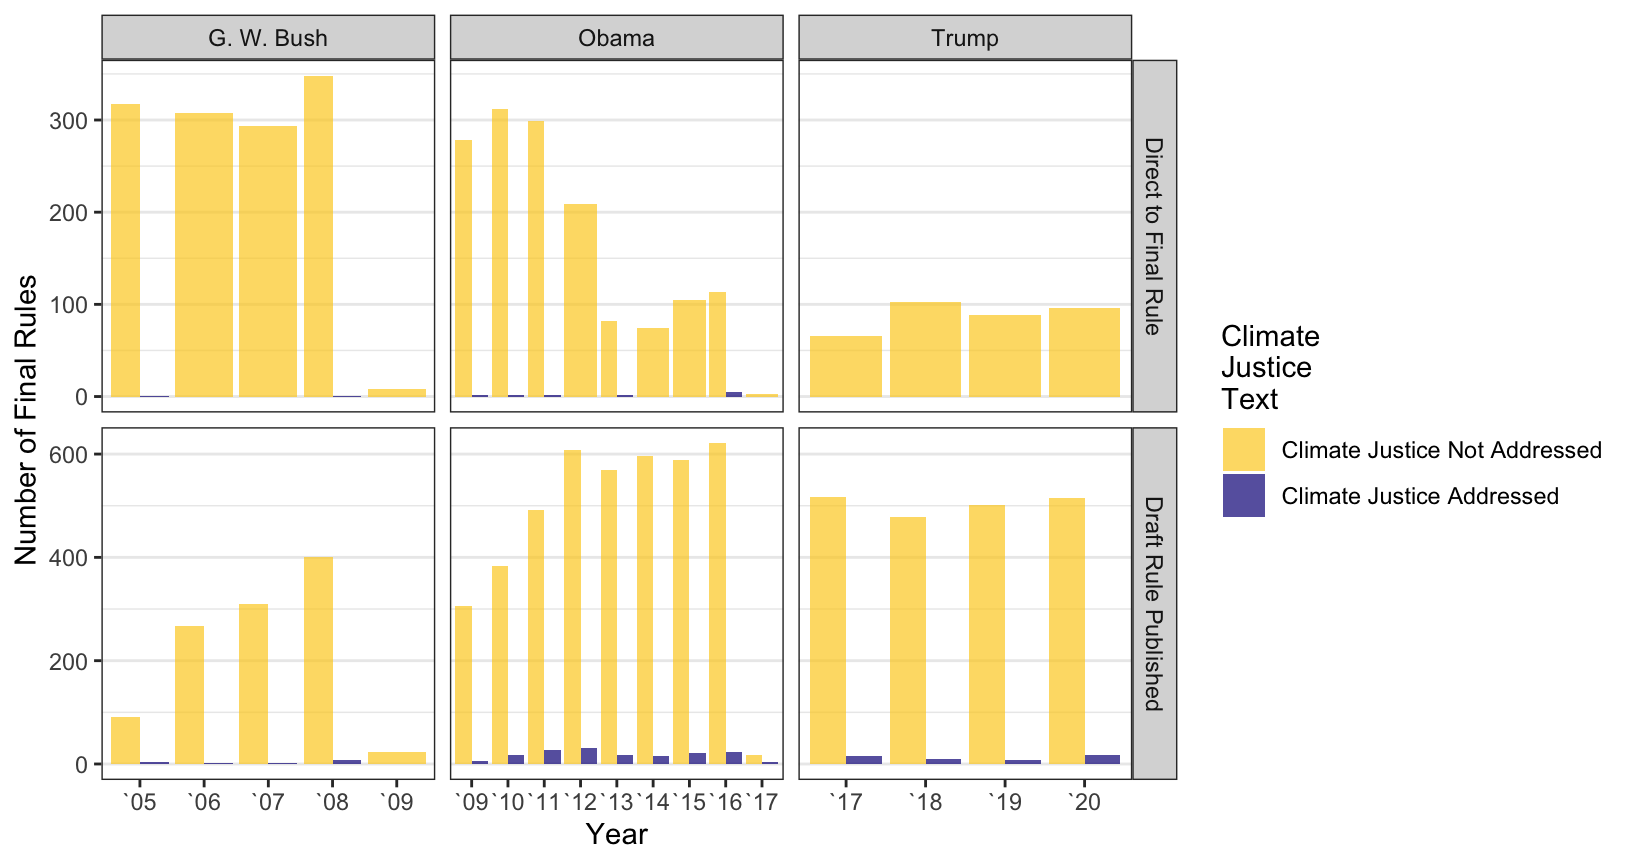 G. W. Bush
Obama
Trump
Number of Final Rules
300
200
100
0
Direct to Final Rule
600
400
200
0
Draft Rule Published
`05
`06
`07
`08
`09
`09
`10
`11
`12
`13
`14
`15
`16
`17
`17
`18
`19
`20
Year
Climate
Justice
Text
Climate Justice Not Addressed
Climate Justice Addressed